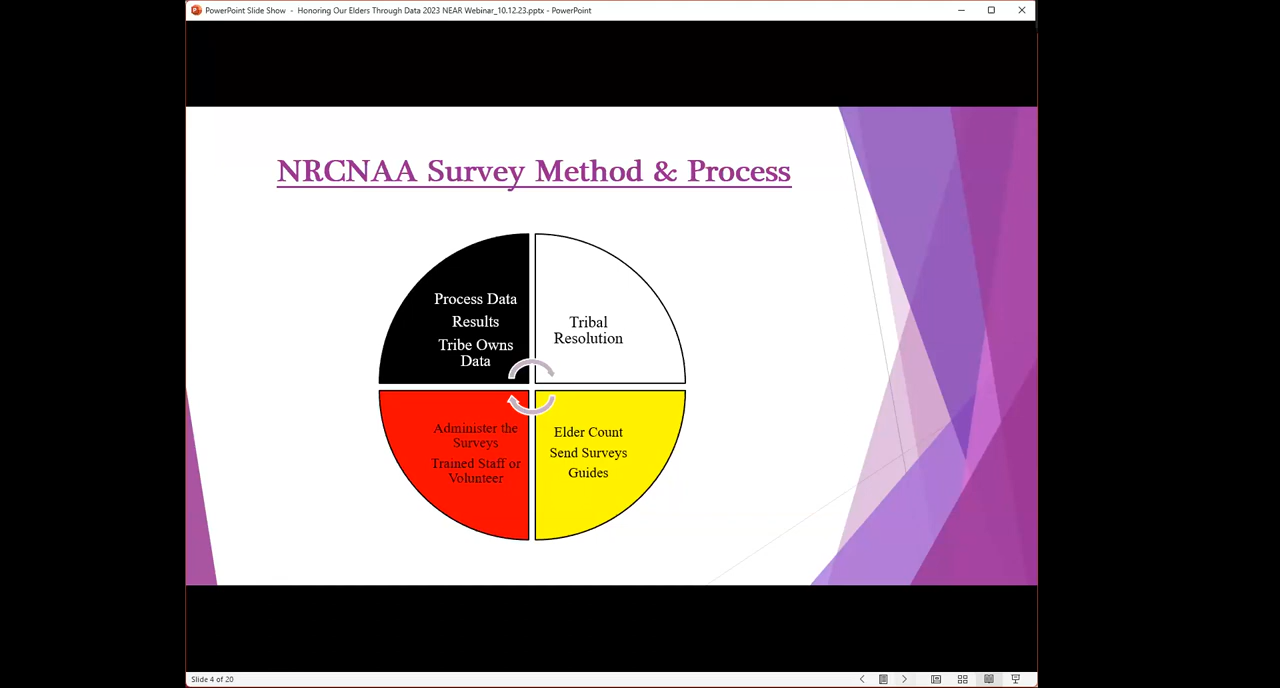 PowerPoint Slide Show - Honoring Our Elders Through Data 2023 NEAR Webinar_10.12.23.pptx - PowerPoint
NRCNAA Survey Method & Process
Process Data
Results
Tribe Owns
Data
Tribal
Resolution
Administer the
Surveys
Trained Staff or
Volunteer
Elder Count
Send Surveys
Guides
Slide 4 of 20